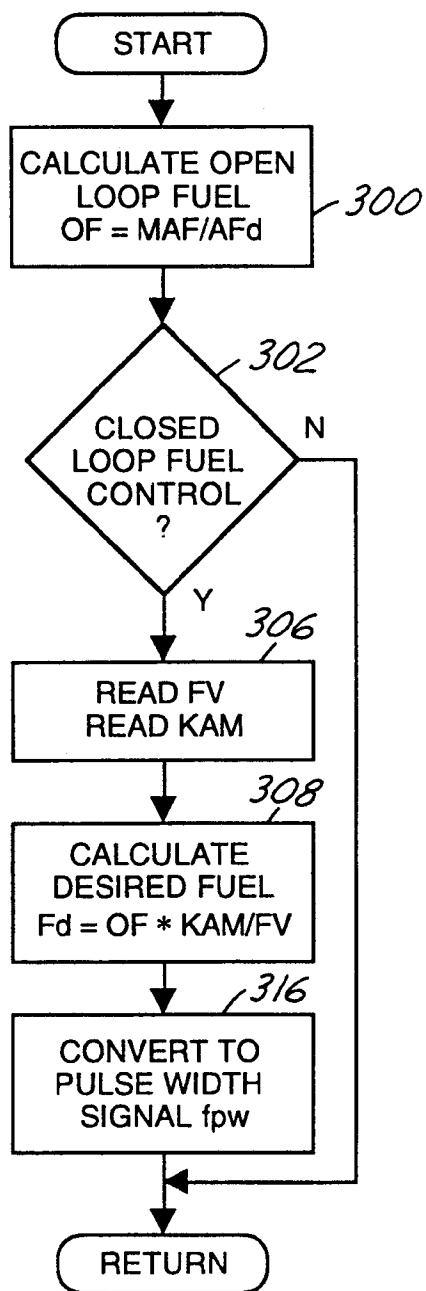 START
CALCULATE OPEN
LOOP FUEL
OF = MAF/AFd
300
302
CLOSED
LOOP FUEL
CONTROL
?
N
Y
306
READ FV
READ KAM
308
CALCULATE
DESIRED FUEL
Fd = OF * KAM/FV
316
CONVERT TO
PULSE WIDTH
SIGNAL fpw
RETURN